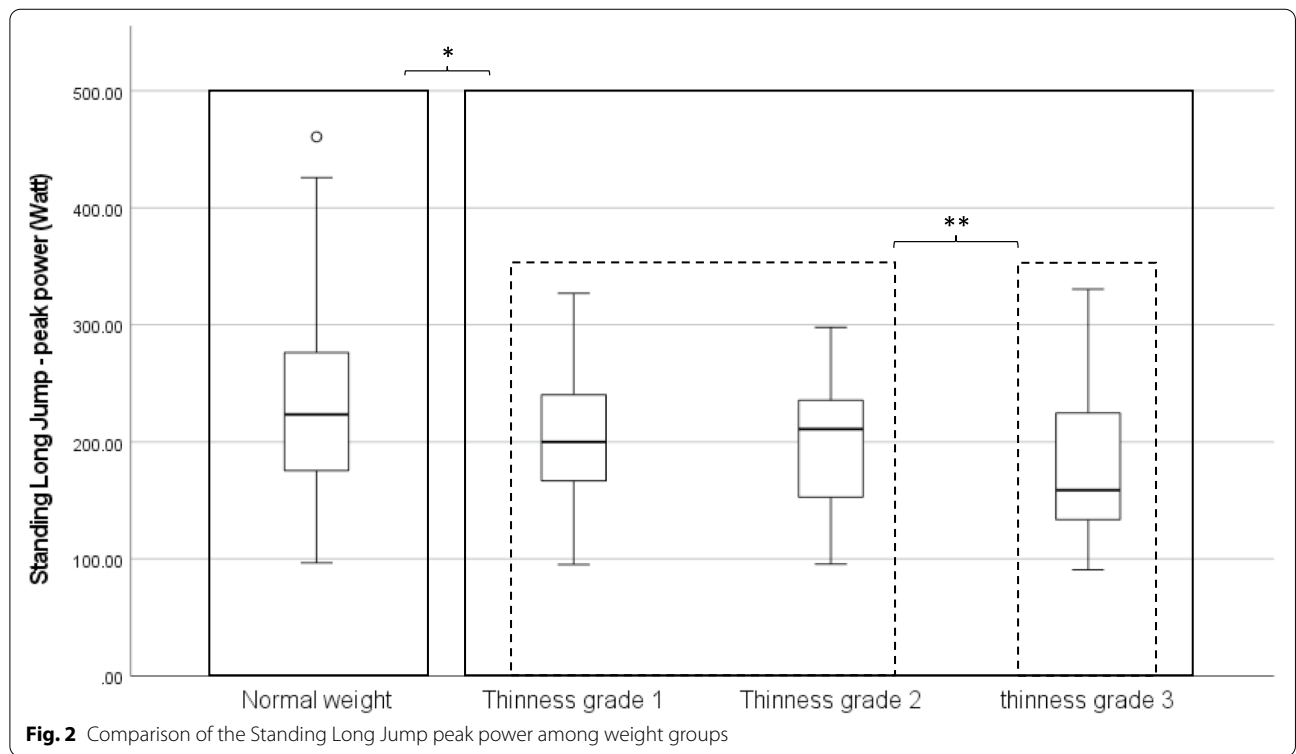 *
500.00
400.00
**
300.00
200.00
100.00
.00
Standing Long Jump - peak power (Watt)
Normal weight Thinness grade 1 Thinness grade 2 thinness grade 3
Fig. 2 Comparison of the Standing Long Jump peak power among weight groups